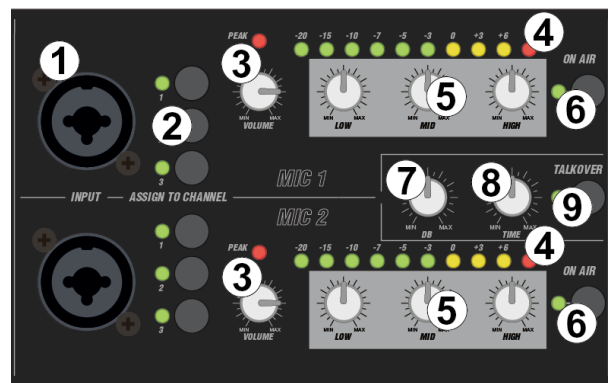 PEAK
-20 -15 -10 -7 -5 -3 0 +3 +6
4
1
3
ON AIR
5
6
1
2
MIN MAX
VOLUME
MIN MAX MIN MAX MIN MAX
LOW MID HIGH
3
7
8
TALKOVER
9
INPUT ASSIGN TO CHANNEL MIC 1
MIC 2
MIN MAX MIN MAX
DB TIME
1
PEAK
-20 -15 -10 -7 -5 -3 0 +3 +6
4
ON AIR
3
2
5
6
3
MIN MAX
VOLUME
MIN MAX MIN MAX MIN MAX
LOW MID HIGH